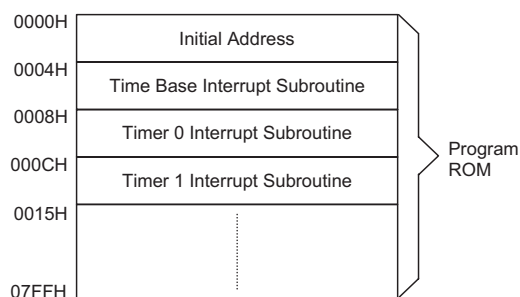 0000H
Initial Address
0004H
Time Base Interrupt Subroutine
0008H
Timer 0 Interrupt Subroutine
000CH
Timer 1 Interrupt Subroutine
0015H
07FFH
Program
ROM